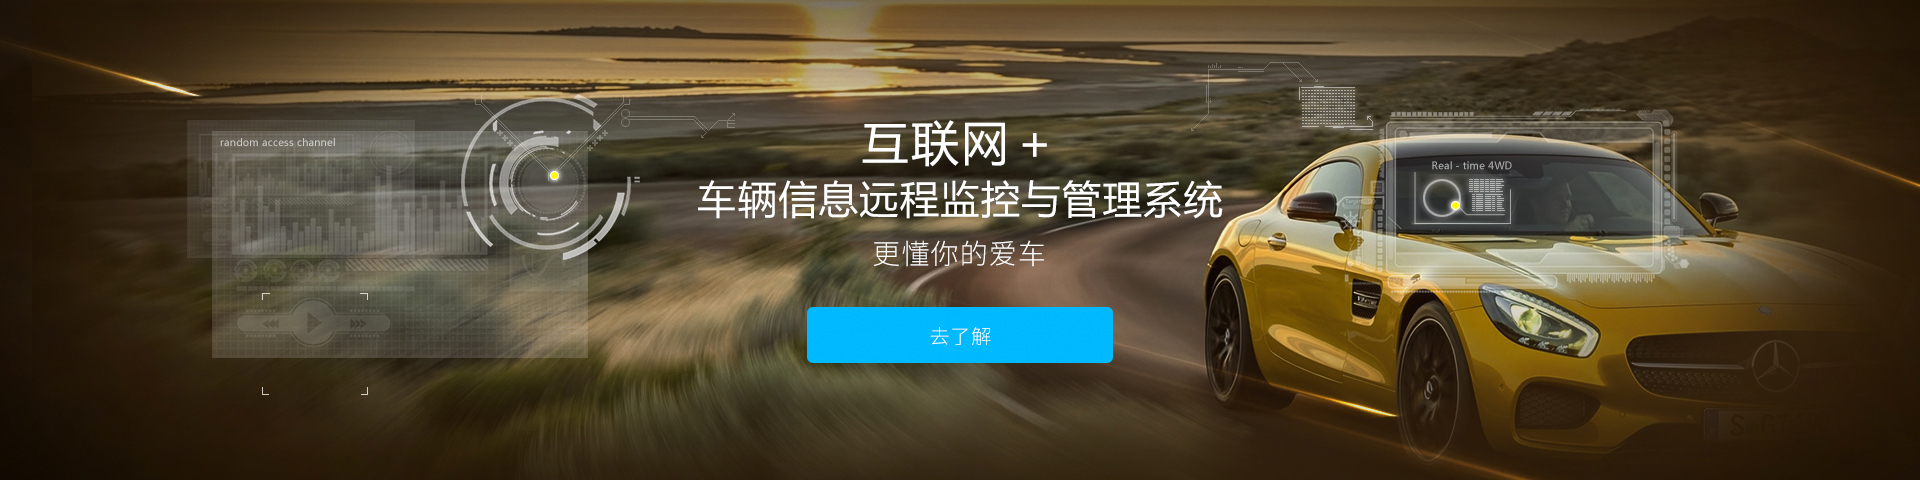 互联网 +
车辆信息远程监控与管理系统
更懂你的爱车
去了解
random access channel
Real - time 4WD